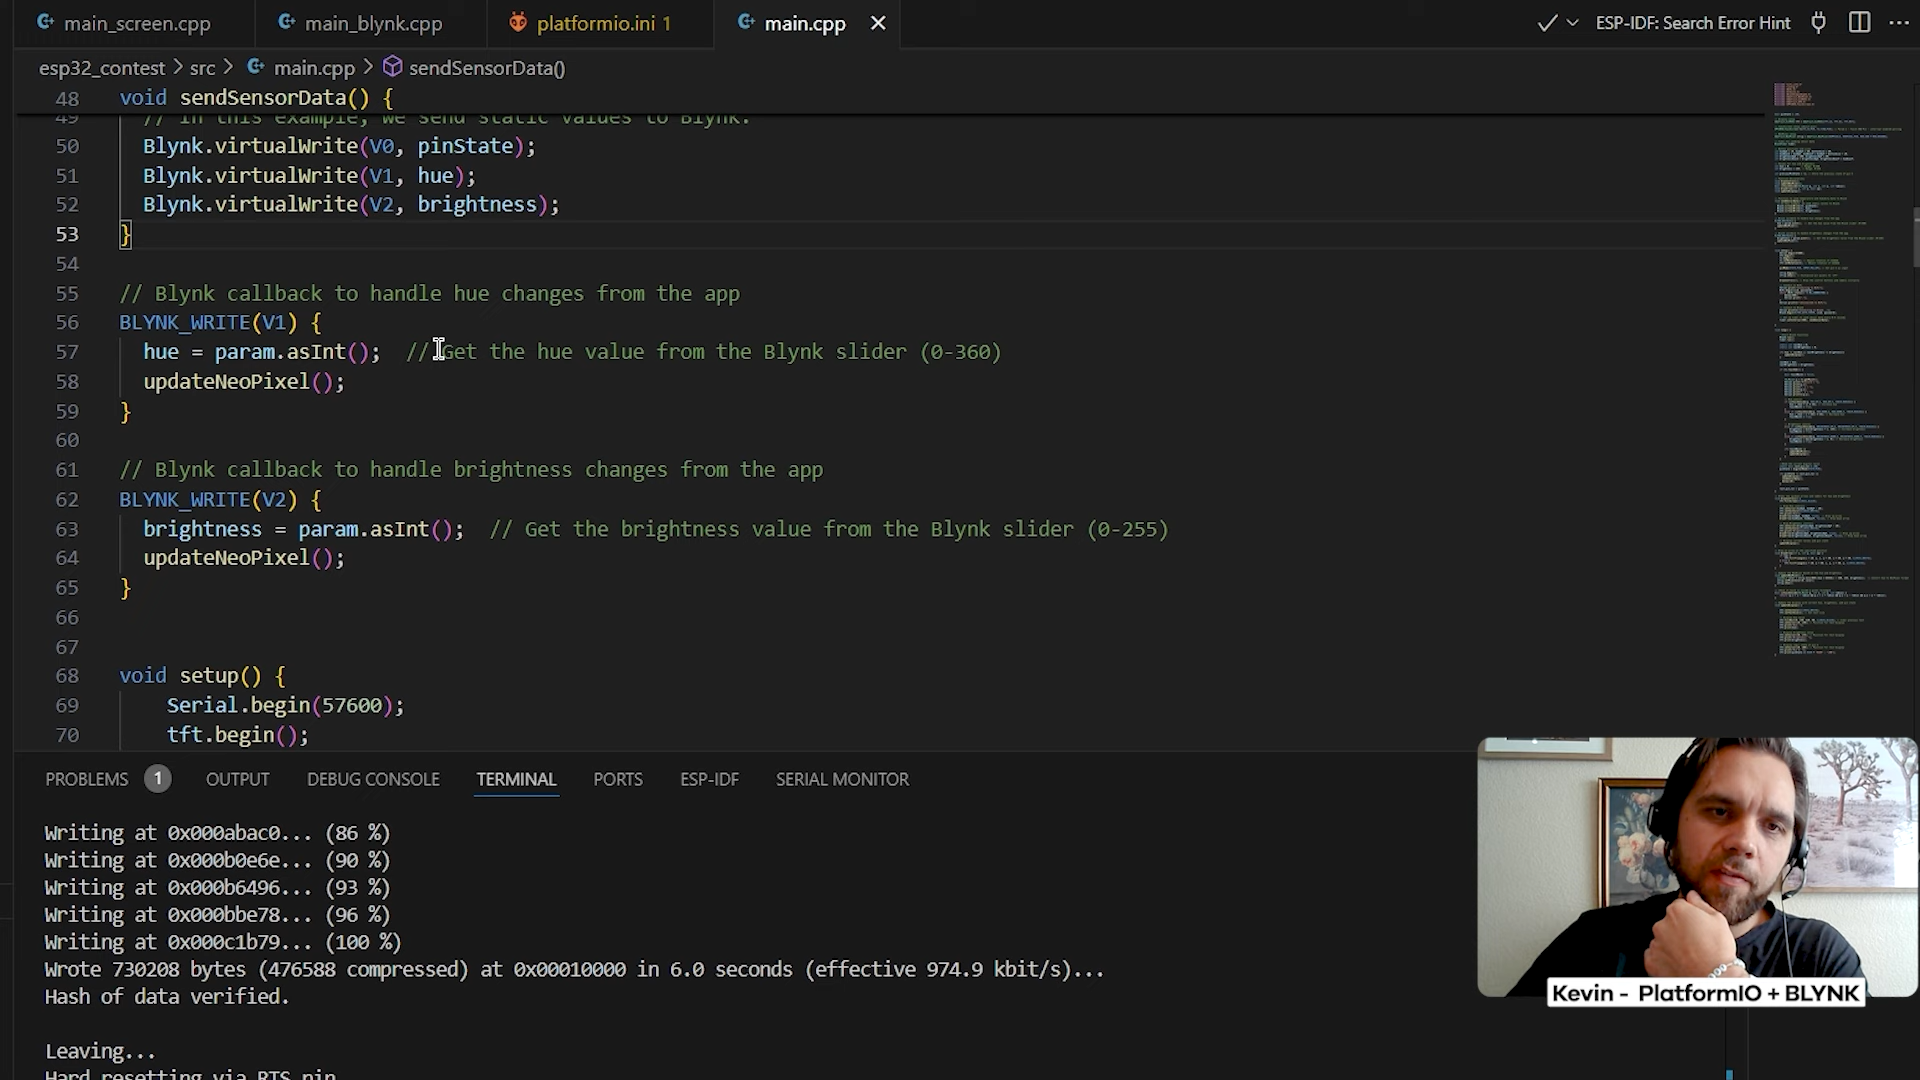 main_screen.cpp
main_blynk.cpp
platformio.ini 1
main.cpp
ESP-IDF: Search Error Hint
esp32_contest > src > main.cpp > sendSensorData()
48 void sendSensorData() {
49 // In this example, we send static values to Blynk.
50 Blynk.virtualWrite(V0, pinState);
51 Blynk.virtualWrite(V1, hue);
52 Blynk.virtualWrite(V2, brightness);
53 }
54
55 // Blynk callback to handle hue changes from the app
56 BLYNK_WRITE(V1) {
57 hue = param.asInt(); // Get the hue value from the Blynk slider (0-360)
58 updateNeoPixel();
59 }
60
61 // Blynk callback to handle brightness changes from the app
62 BLYNK_WRITE(V2) {
63 brightness = param.asInt(); // Get the brightness value from the Blynk slider (0-255)
64 updateNeoPixel();
65 }
66
67
68 void setup() {
69 Serial.begin(57600);
70 tft.begin();
PROBLEMS 1 OUTPUT DEBUG CONSOLE TERMINAL PORTS ESP-IDF SERIAL MONITOR
Writing at 0x000abac0... (86 %)
Writing at 0x000b0e6e... (90 %)
Writing at 0x000b6496... (93 %)
Writing at 0x000bbe78... (96 %)
Writing at 0x000c1b79... (100 %)
Wrote 730208 bytes (476588 compressed) at 0x00010000 in 6.0 seconds (effective 974.9 kbit/s)...
Hash of data verified.
Leaving...
Hard resetting via RTS pin
Kevin - PlatformIO + BLYNK